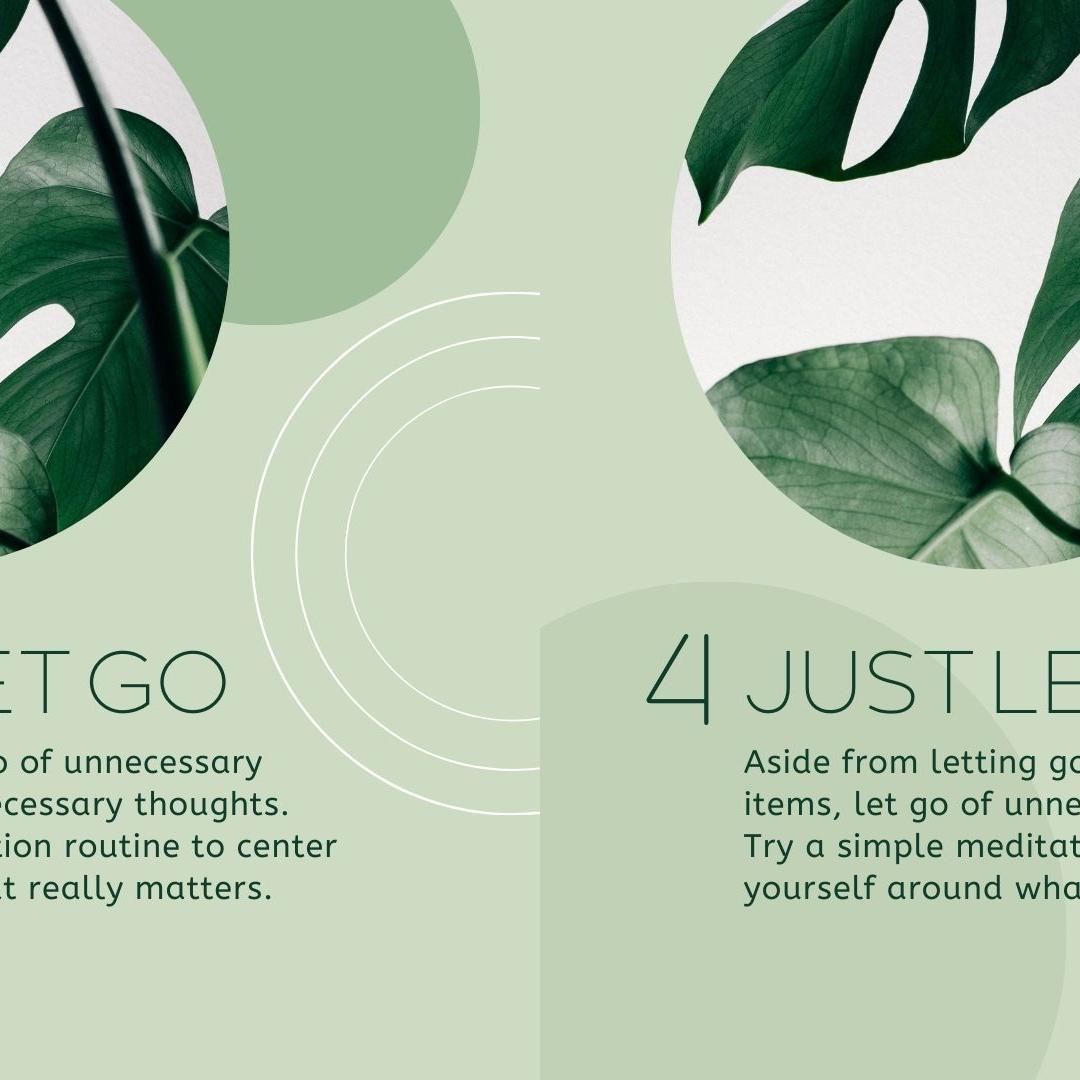 ET GO
o of unnecessary
ecessary thoughts.
tion routine to center
t really matters.
4 JUST LE
Aside from letting go
items, let go of unne
Try a simple meditat
yourself around wha